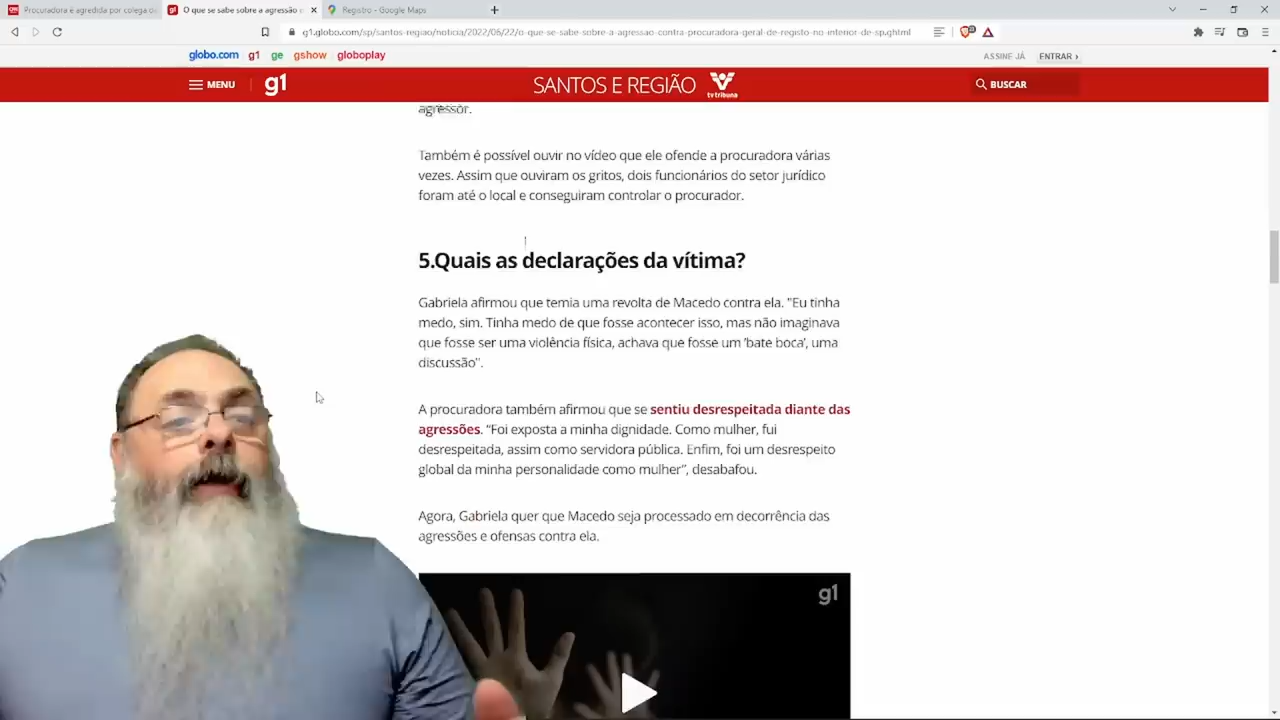 Procuradora é agredida por colega da
O que se sabe sobre a agressão e
Registro - Google Maps
g1.globo.com/sp/santos-regiao/noticia/2022/06/22/o-que-se-sabe-sobre-a-agressao-contra-procuradora-geral-de-registo-no-interior-de-sp.ghtml
globo.com g1 ge gshow globoplay
ASSINE JÁ ENTRAR ›
MENU g1 SANTOS E REGIÃO tv tribuna BUSCAR
agressor.
Também é possível ouvir no vídeo que ele ofende a procuradora várias
vezes. Assim que ouviram os gritos, dois funcionários do setor jurídico
foram até o local e conseguiram controlar o procurador.
5.Quais as declarações da vítima?
Gabriela afirmou que temia uma revolta de Macedo contra ela. "Eu tinha
medo, sim. Tinha medo de que fosse acontecer isso, mas não imaginava
que fosse ser uma violência física, achava que fosse um 'bate boca', uma
discussão".
A procuradora também afirmou que se sentiu desrespeitada diante das
agressões. “Foi exposta a minha dignidade. Como mulher, fui
desrespeitada, assim como servidora pública. Enfim, foi um desrespeito
global da minha personalidade como mulher”, desabafou.
Agora, Gabriela quer que Macedo seja processado em decorrência das
agressões e ofensas contra ela.
g1